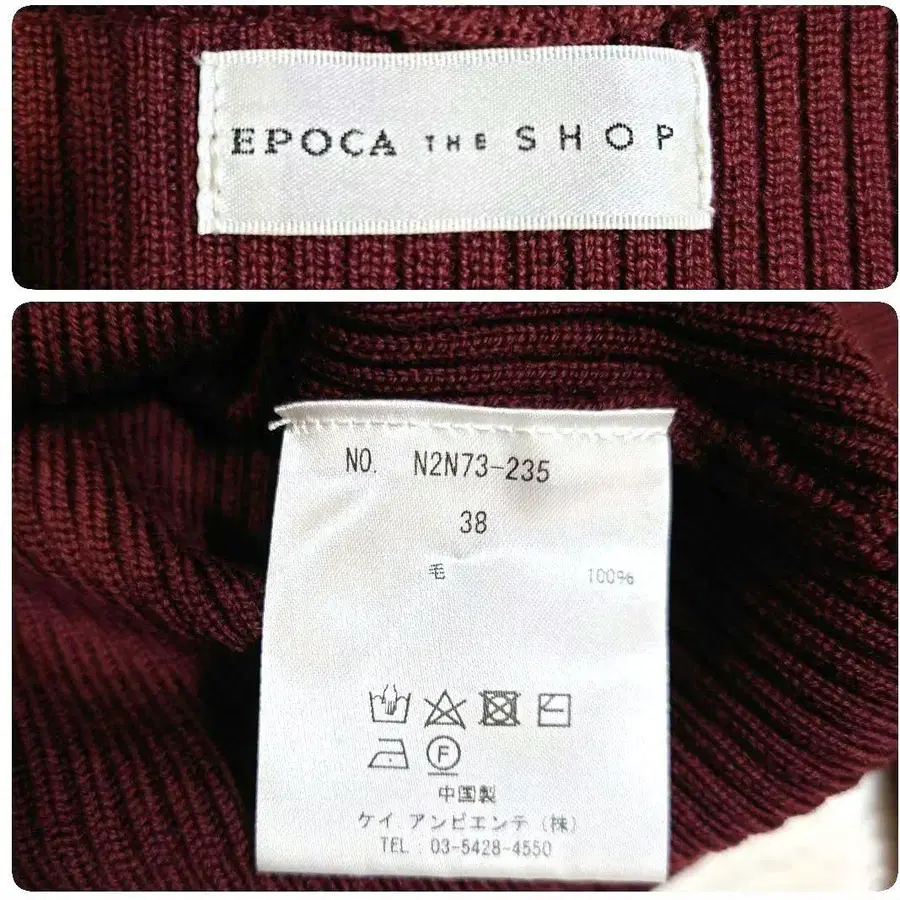 EPOCA THE SHOP
NO. N2N73-235
38
毛 100%
F
中国製
ケイ アンビエンテ (株)
TEL. 03-5428-4550